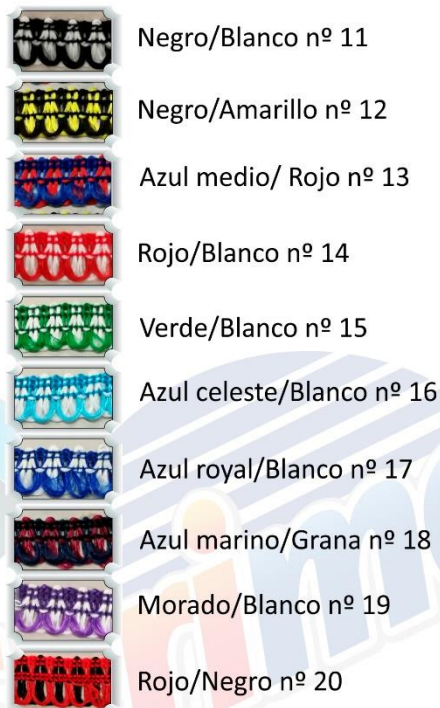 Negro/Blanco nº 11
Negro/Amarillo nº 12
Azul medio/ Rojo nº 13
Rojo/Blanco nº 14
Verde/Blanco nº 15
Azul celeste/Blanco nº 16
Azul royal/Blanco nº 17
Azul marino/Grana nº 18
Morado/Blanco nº 19
Rojo/Negro nº 20